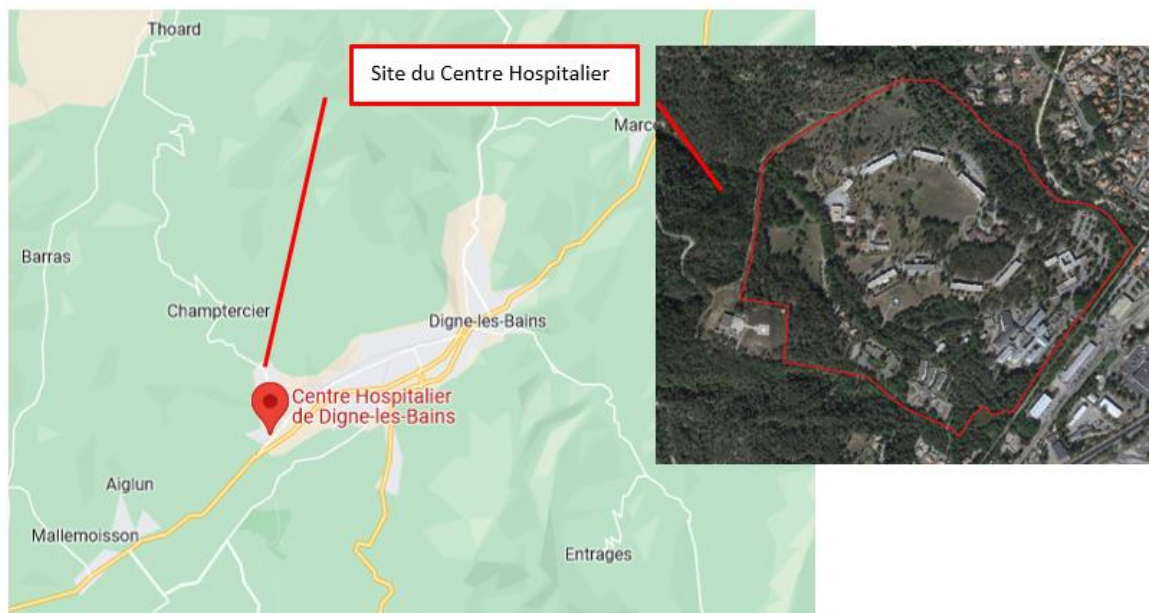 Thoard
Site du Centre Hospitalier
Marce
Barras
Champtercier
Digne-les-Bains
Centre Hospitalier
de Digne-les-Bains
Aiglun
Mallemoisson
Entrages